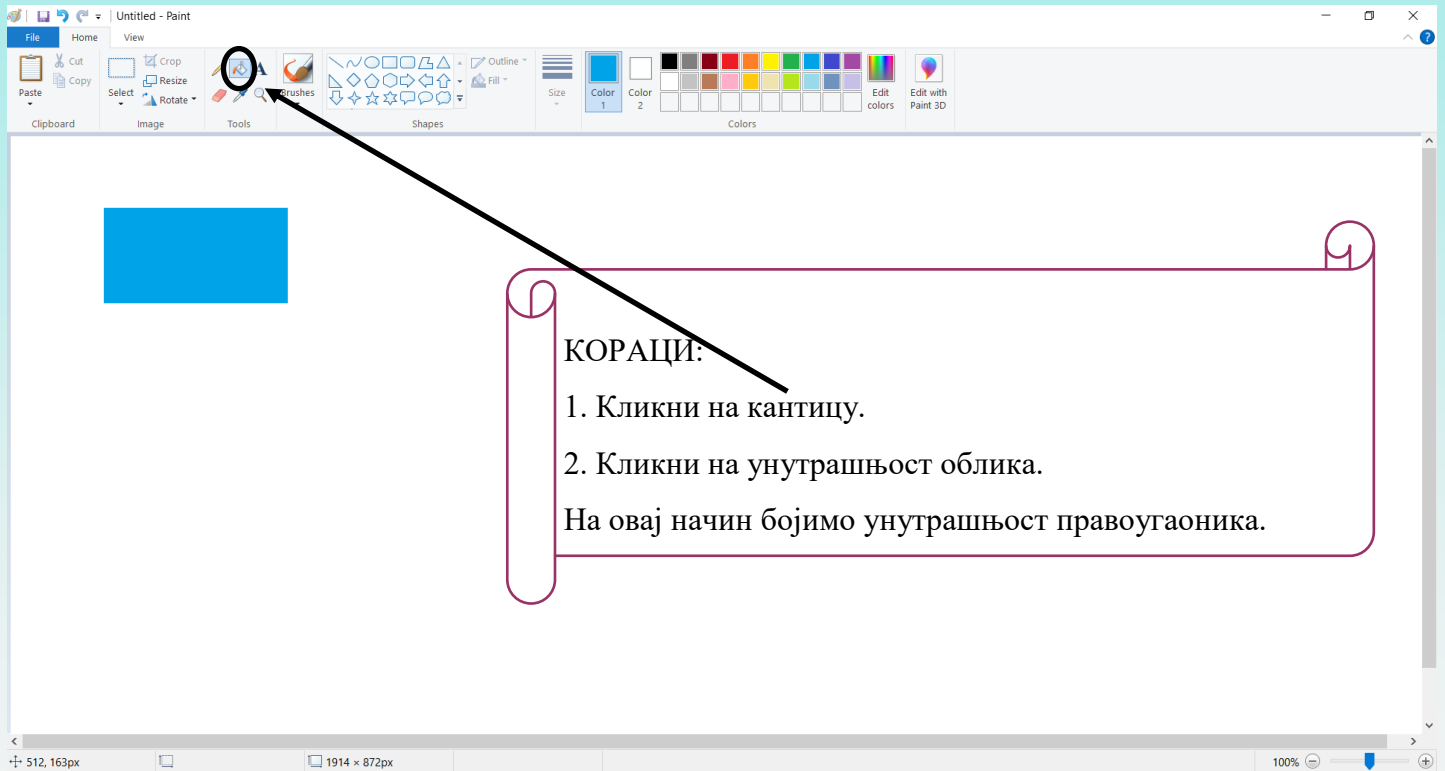 Untitled - Paint
File Home View
Paste
Cut
Copy
Clipboard
Select
Crop
Resize
Rotate
Image
A
Tools
Brushes
Outline
Fill
Shapes
Size
Color 1
Color 2
Edit colors
Colors
Edit with Paint 3D
КОРАЦИ:
1. Кликни на кантицу.
2. Кликни на унутрашњост облика.
На овај начин бојимо унутрашњост правоугаоника.
512, 163px
1914 × 872px
100%